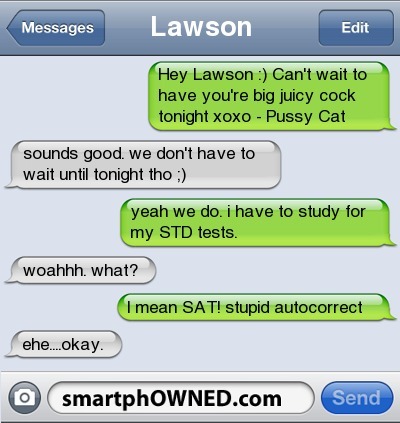 Messages
Lawson
Edit
Hey Lawson :) Can't wait to
have you're big juicy cock
tonight xoxo - Pussy Cat
sounds good. we don't have to
wait until tonight tho ;)
yeah we do. i have to study for
my STD tests.
woahhh. what?
I mean SAT! stupid autocorrect
ehe....okay.
smartphOWNED.com
Send